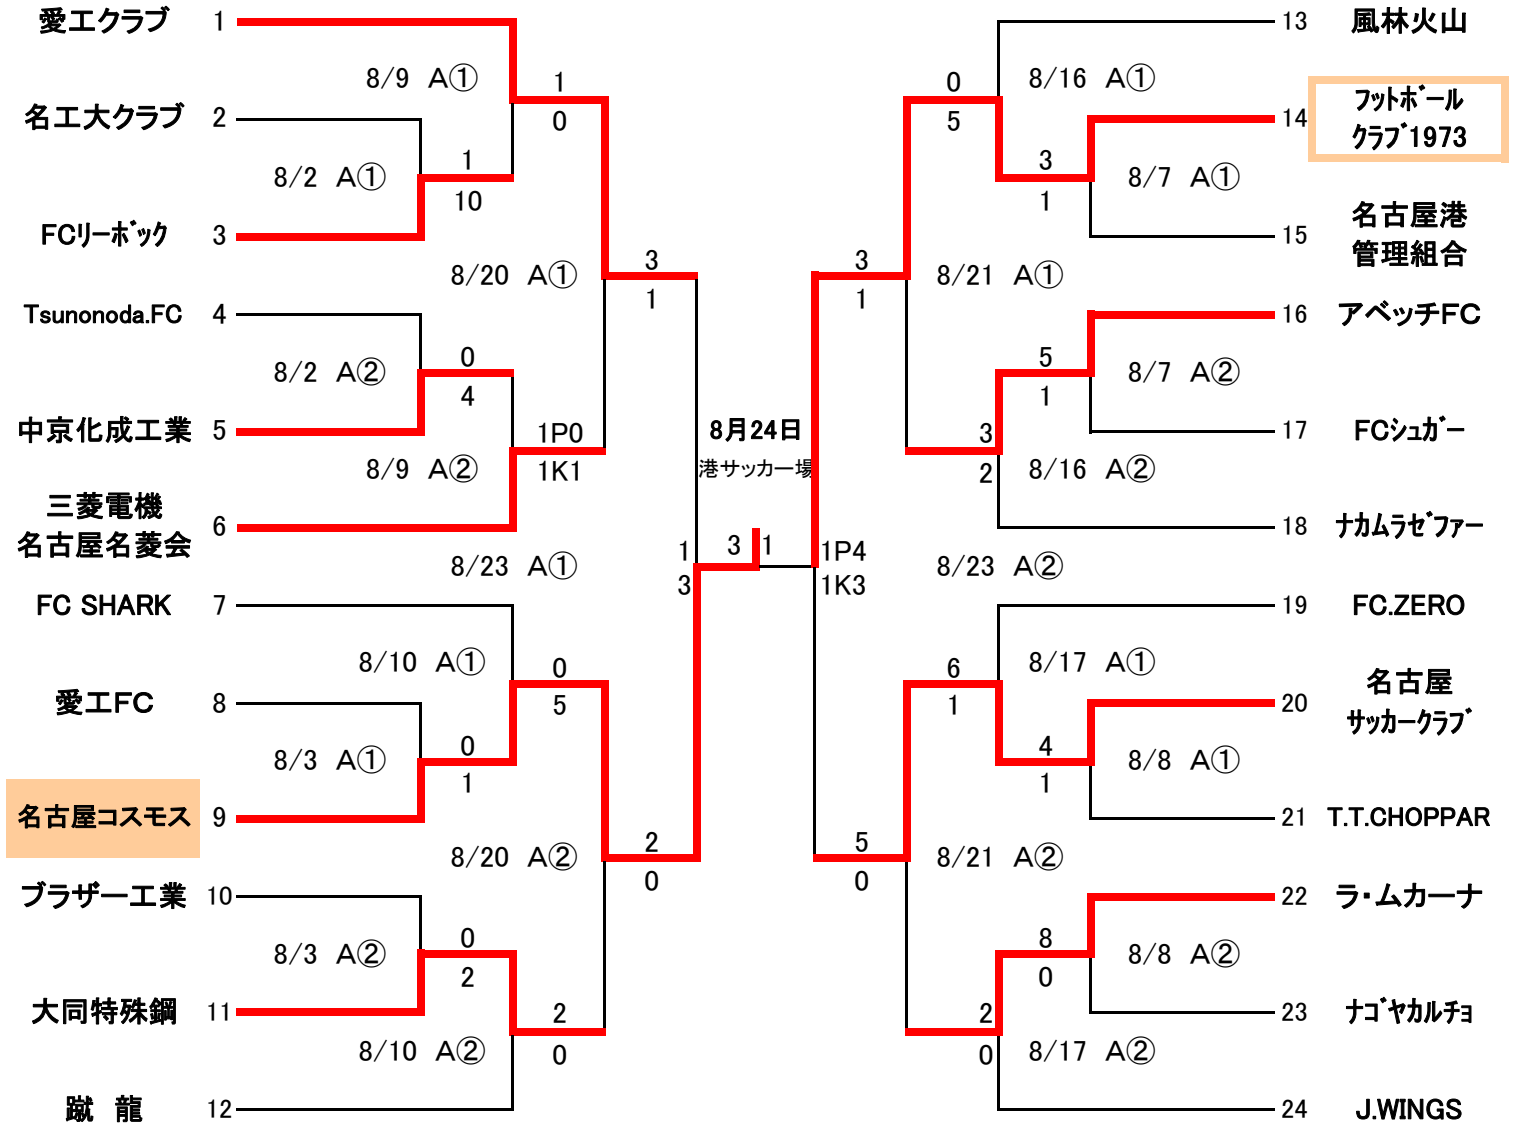 愛工クラブ 1
8/9 A① 1
0
名工大クラブ 2
8/2 A① 1
10
FCﾘｰﾎﾞｯｸ 3
8/20 A① 3
1
Tsunonoda.FC 4
8/2 A② 0
4
中京化成工業 5
1P0
8/9 A② 1K1
三菱電機
名古屋名菱会 6
8/23 A① 1
3
FC SHARK 7
8/10 A① 0
5
愛工FC 8
8/3 A① 0
1
名古屋コスモス 9
8/20 A② 2
0
ブラザー工業 10
8/3 A② 0
2
大同特殊鋼 11
2
8/10 A② 0
蹴 龍 12
8月24日
港サッカー場
3 1
13 風林火山
0 8/16 A①
5
14 ﾌｯﾄﾎﾞｰﾙ
ｸﾗﾌﾞ1973
3 8/7 A①
1
15 名古屋港
管理組合
3 8/21 A①
1
16 アベッチFC
5 8/7 A②
1
17 FCｼｭｶﾞｰ
3
2 8/16 A②
18 ﾅｶﾑﾗｾﾞﾌｧｰ
1P4 8/23 A②
1K3
19 FC.ZERO
6 8/17 A①
1
20 名古屋
ｻｯｶｰｸﾗﾌﾞ
4 8/8 A①
1
21 T.T.CHOPPAR
5 8/21 A②
0
22 ラ・ムカーナ
8 8/8 A②
0
23 ﾅｺﾞﾔｶﾙﾁｮ
2
0 8/17 A②
24 J.WINGS